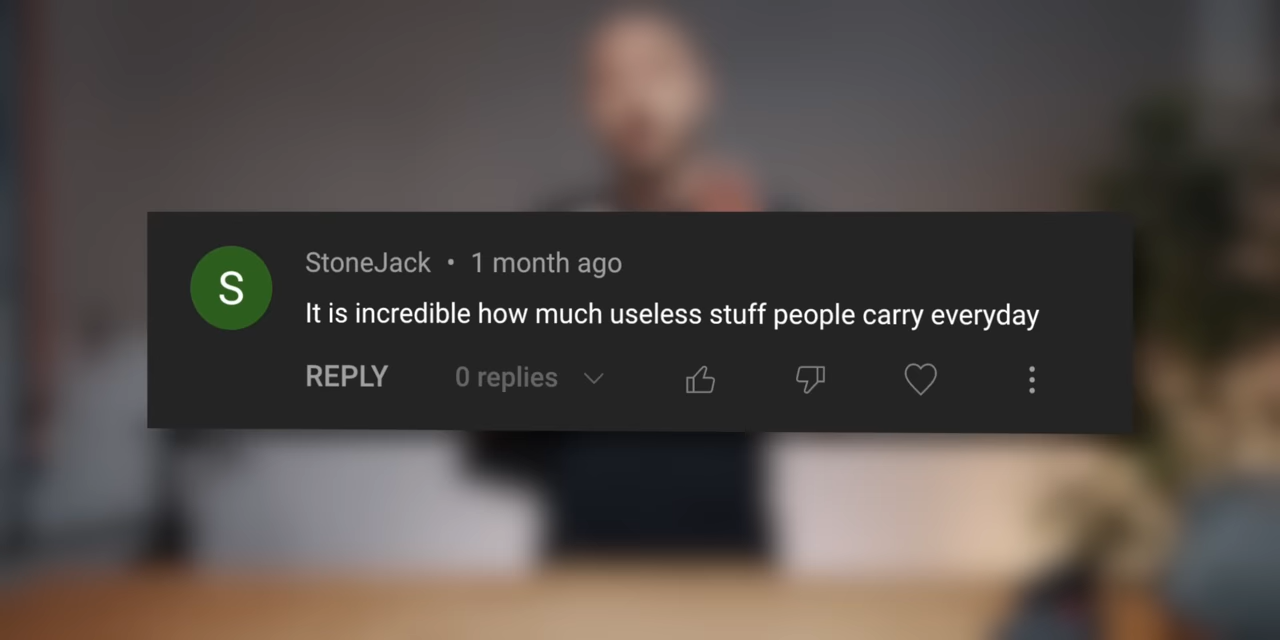 S
StoneJack • 1 month ago
It is incredible how much useless stuff people carry everyday
REPLY 0 replies